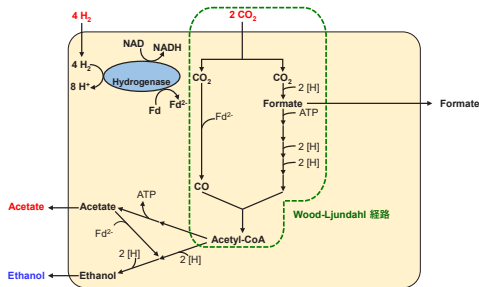 4 H2
2 CO2
NAD
NADH
4 H2
8 H+
Hydrogenase
Fd
Fd2-
CO2
CO2
2 [H]
Formate
Formate
ATP
Fd2-
2 [H]
2 [H]
CO
ATP
Wood-Ljundahl 経路
Acetate
Acetate
Fd2-
Acetyl-CoA
2 [H]
2 [H]
Ethanol
Ethanol